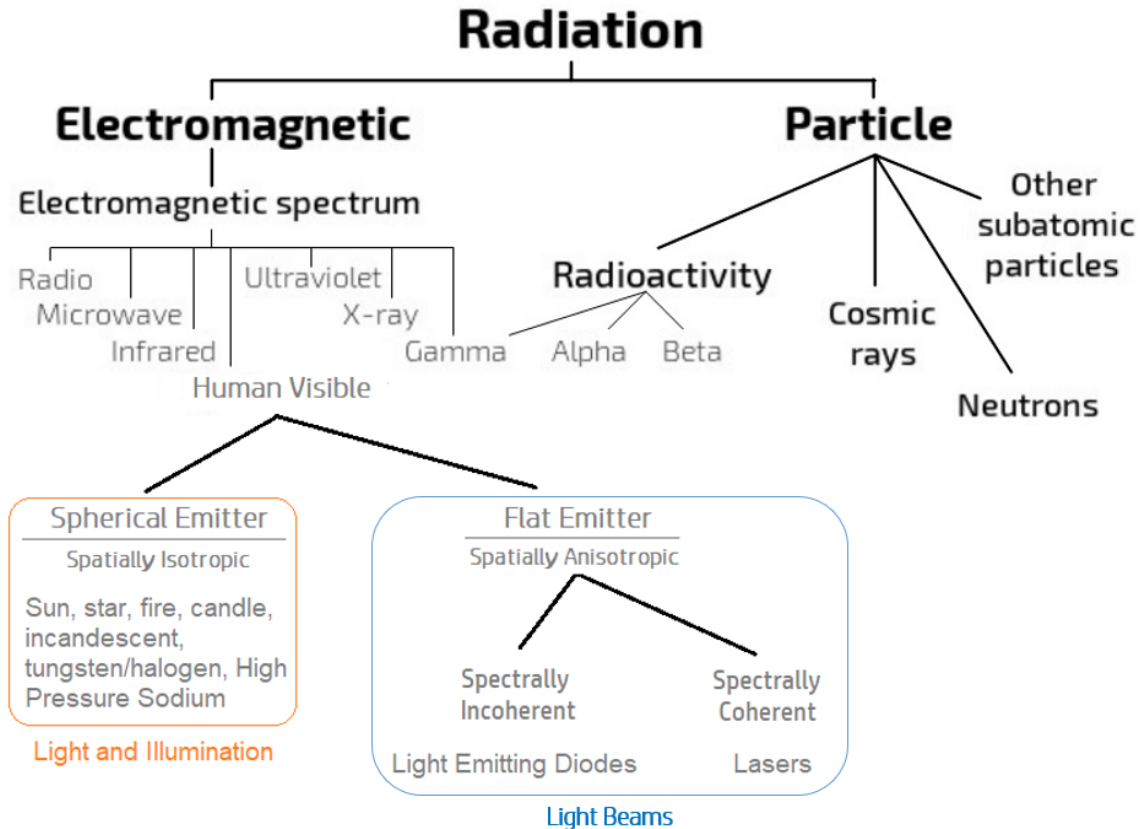 Radiation
Electromagnetic
Particle
Electromagnetic spectrum
Other
subatomic
particles
Radio
Ultraviolet
Radioactivity
Microwave
X-ray
Cosmic
rays
Infrared
Gamma
Alpha
Beta
Human Visible
Neutrons
Spherical Emitter
Spatially Isotropic
Sun, star, fire, candle,
incandescent,
tungsten/halogen, High
Pressure Sodium
Light and Illumination
Flat Emitter
Spatially Anisotropic
Spectrally
Incoherent
Spectrally
Coherent
Light Emitting Diodes
Lasers
Light Beams